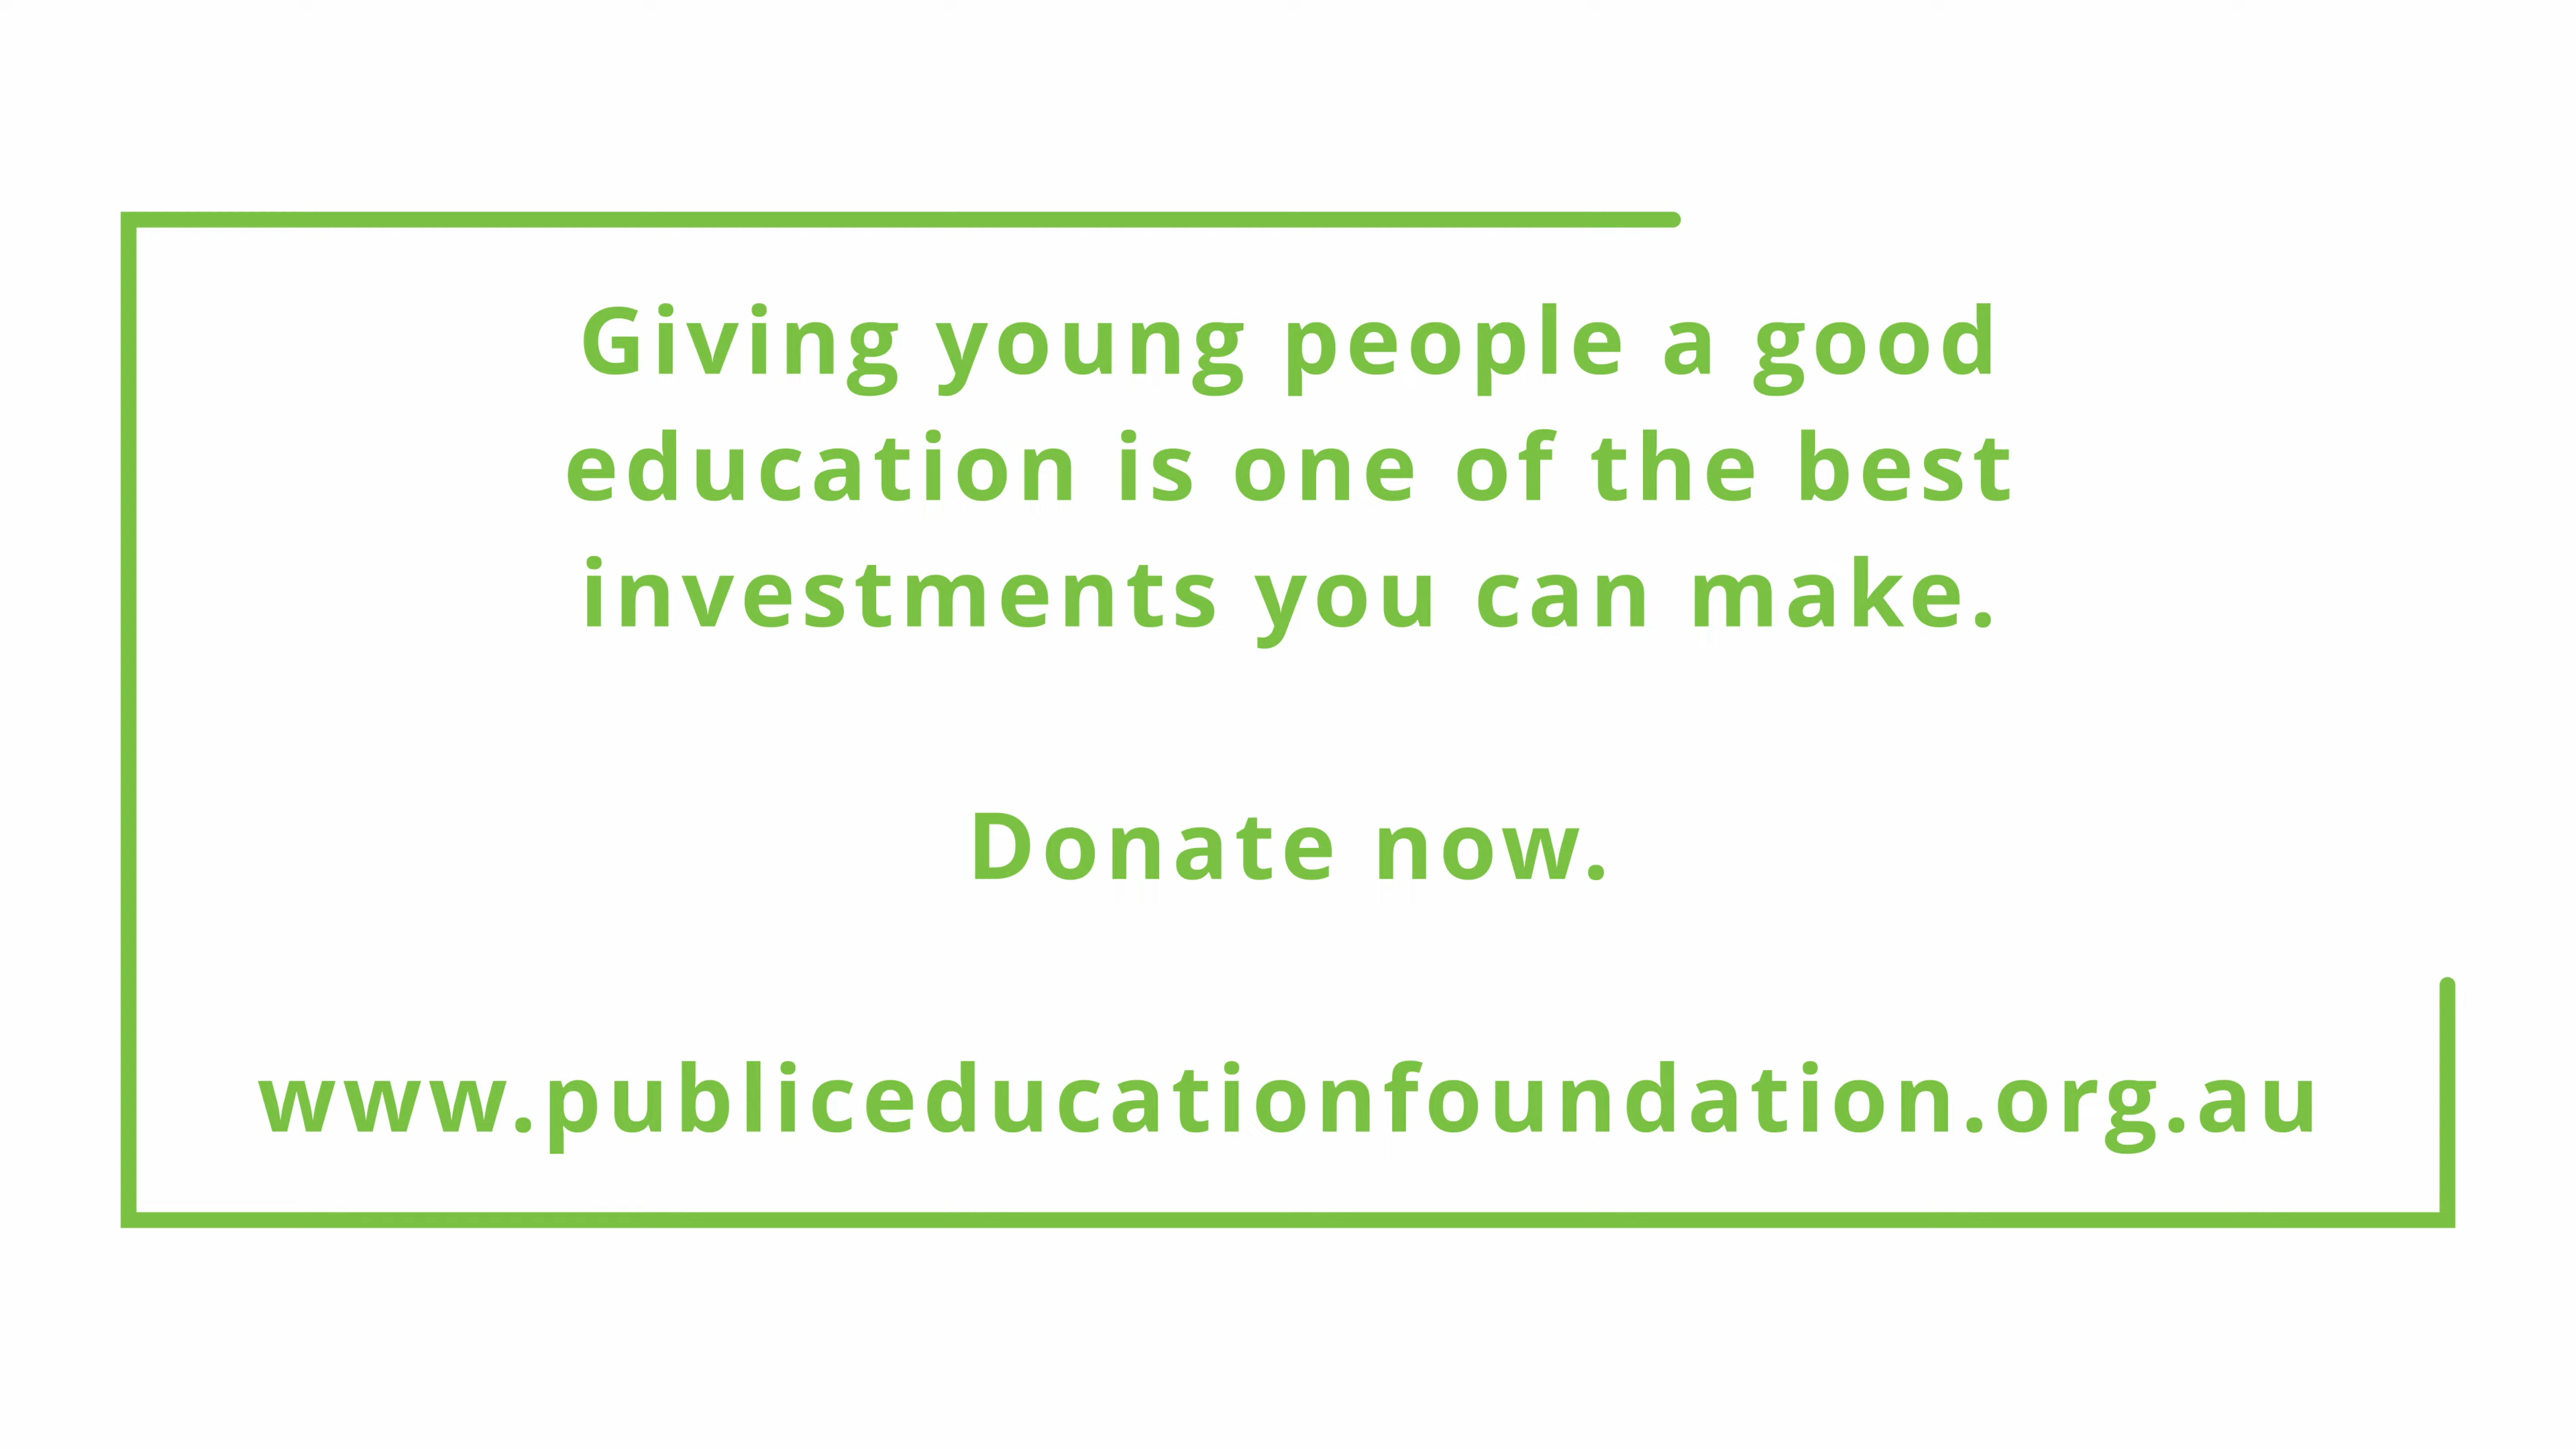 Giving young people a good
education is one of the best
investments you can make.
Donate now.
www.publiceducationfoundation.org.au